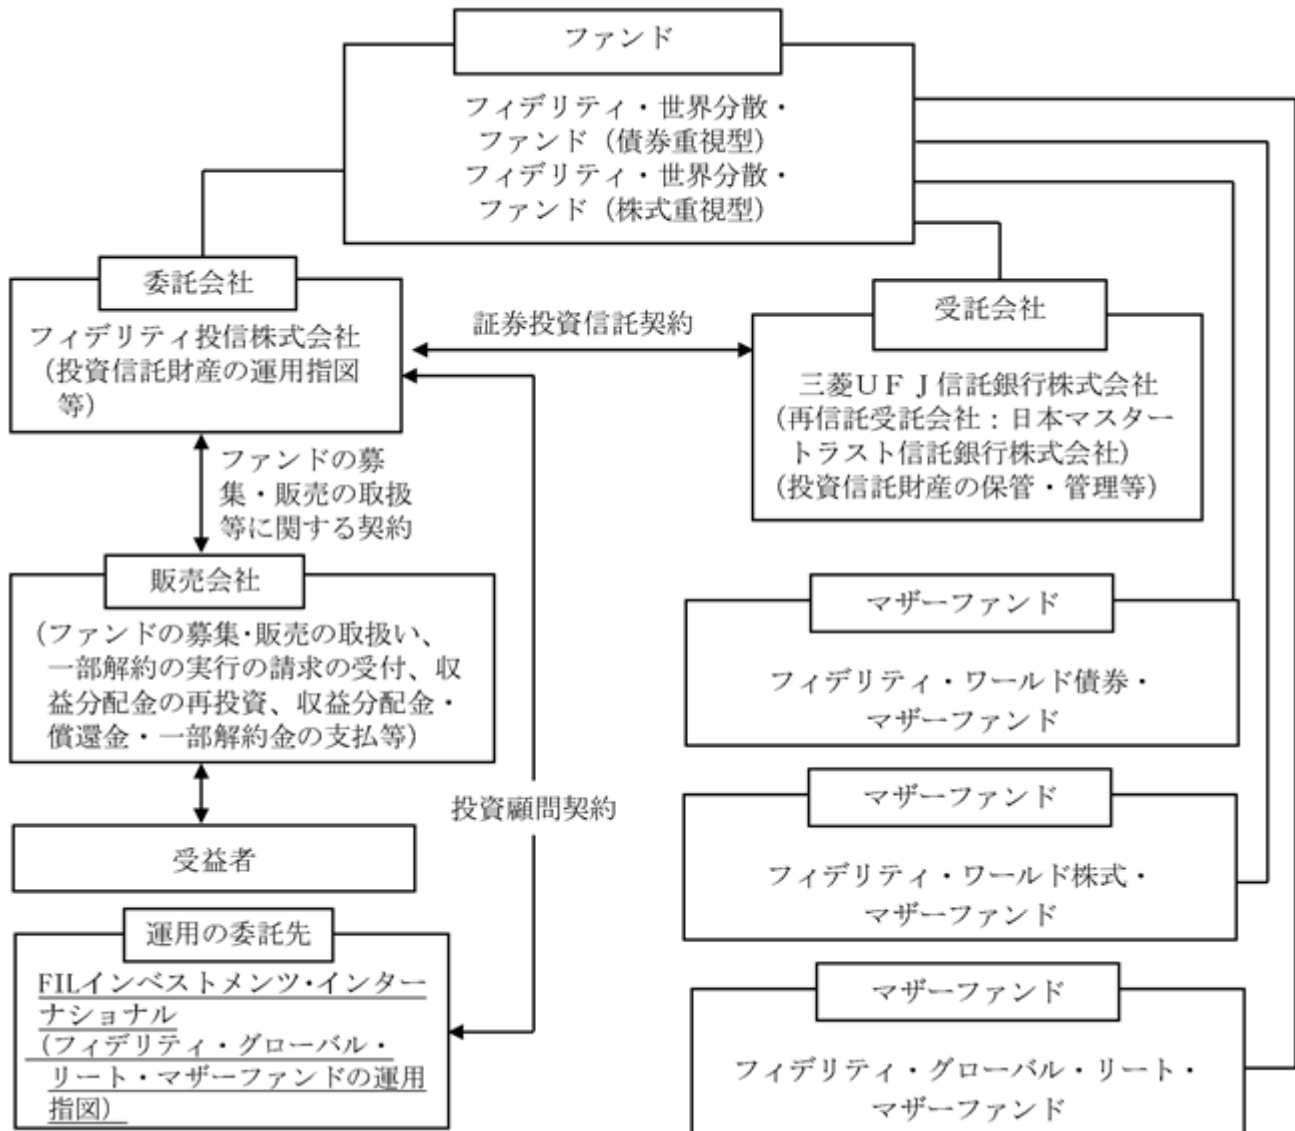 ファンド
フィデリティ・世界分散・
ファンド（債券重視型）
フィデリティ・世界分散・
ファンド（株式重視型）
委託会社
フィデリティ投信株式会社
（投資信託財産の運用指図
等）
証券投資信託契約
受託会社
三菱ＵＦＪ信託銀行株式会社
（再信託受託会社：日本マスター
トラスト信託銀行株式会社）
（投資信託財産の保管・管理等）
ファンドの募
集・販売の取扱
等に関する契約
販売会社
（ファンドの募集・販売の取扱い、
一部解約の実行の請求の受付、収
益分配金の再投資、収益分配金・
償還金・一部解約金の支払等）
投資顧問契約
受益者
運用の委託先
FILインベストメンツ・インター
ナショナル
（フィデリティ・グローバル・
リート・マザーファンドの運用
指図）
マザーファンド
フィデリティ・ワールド債券・
マザーファンド
マザーファンド
フィデリティ・ワールド株式・
マザーファンド
マザーファンド
フィデリティ・グローバル・リート・
マザーファンド